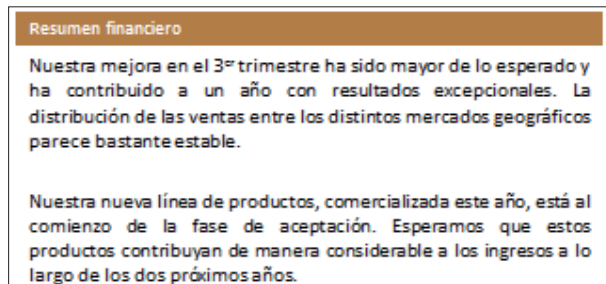 Resumen financiero
Nuestra mejora en el 3er trimestre ha sido mayor de lo esperado y
ha contribuido a un año con resultados excepcionales. La
distribución de las ventas entre los distintos mercados geográficos
parece bastante estable.
Nuestra nueva línea de productos, comercializada este año, está al
comienzo de la fase de aceptación. Esperamos que estos
productos contribuyan de manera considerable a los ingresos a lo
largo de los dos próximos años.